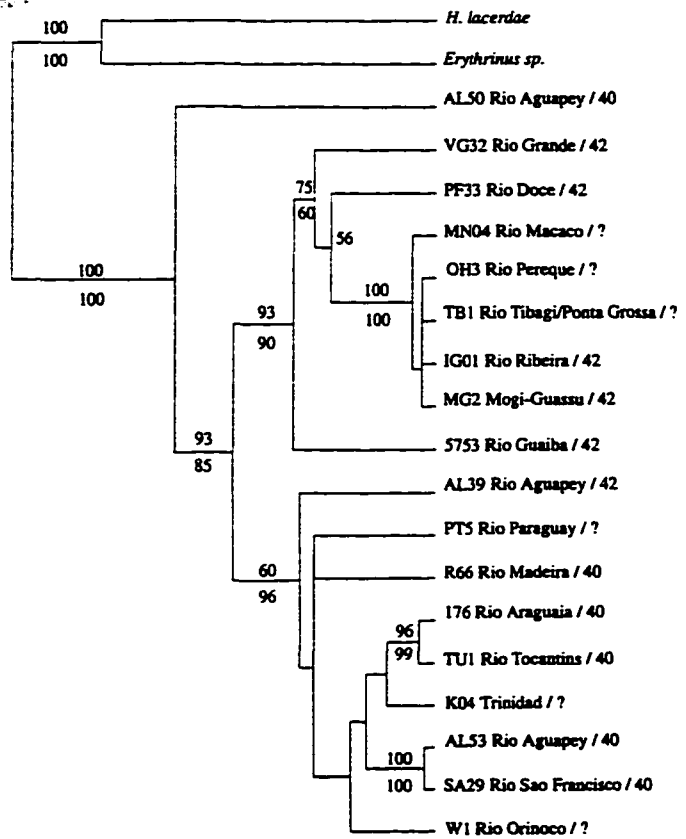 H. lacerdae
100
100
Erythrinus sp.
AL50 Rio Aguapey / 40
VG32 Rio Grande / 42
75
60
PF33 Rio Doce / 42
56
MN04 Rio Macaco / ?
OH3 Rio Pereque / ?
100
100
100
100
TB1 Rio Tibagi/Ponta Grossa / ?
93
90
IG01 Rio Ribeira / 42
MG2 Mogi-Guassu / 42
93
85
5753 Rio Guaiba / 42
AL39 Rio Aguapey / 42
PT5 Rio Paraguay / ?
60
96
R66 Rio Madeira / 40
176 Rio Araguaia / 40
96
99
TU1 Rio Tocantins / 40
K04 Trinidad / ?
AL53 Rio Aguapey / 40
100
100
SA29 Rio Sao Francisco / 40
W1 Rio Orinoco / ?